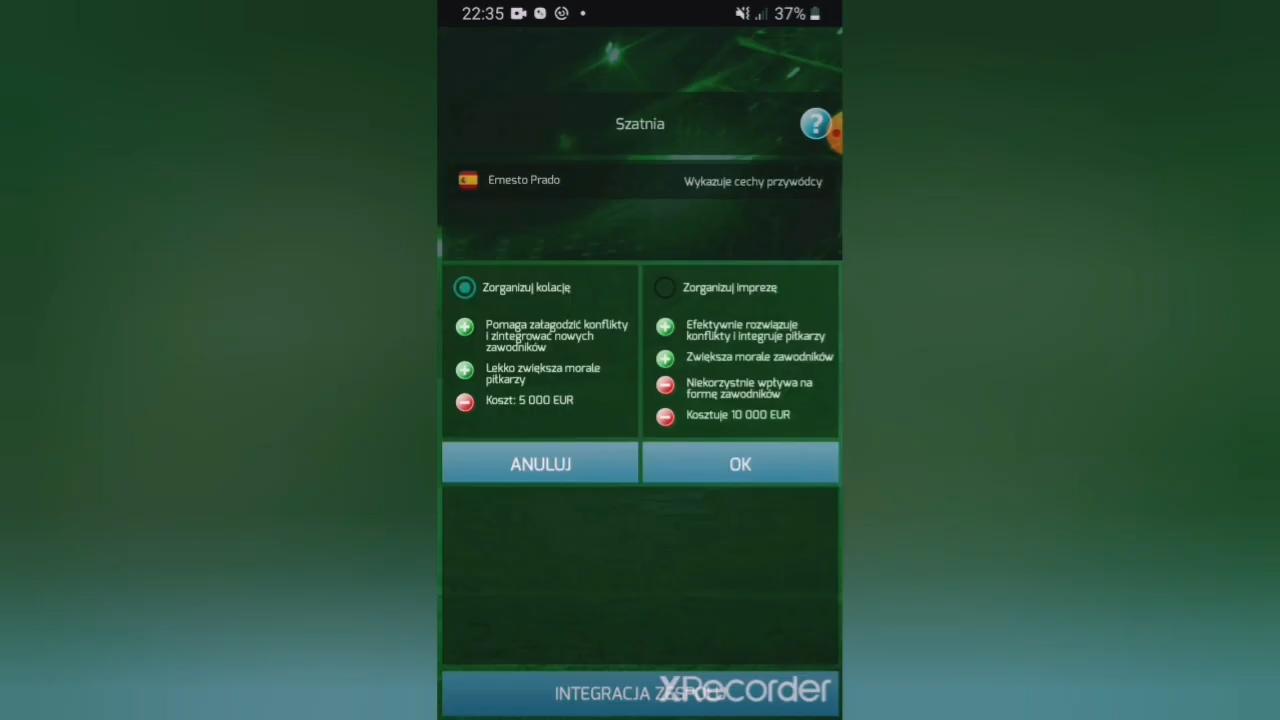 22:35
37%
Szatnia
?
Ernesto Prado
Wykazuje cechy przywódcy
Zorganizuj kolację
Pomaga załagodzić konflikty
i zintegrować nowych
zawodników
Lekko zwiększa morale
piłkarzy
Koszt: 5 000 EUR
Zorganizuj imprezę
Efektywnie rozwiązuje
konflikty i integruje piłkarzy
Zwiększa morale zawodników
Niekorzystnie wpływa na
formę zawodników
Kosztuje 10 000 EUR
ANULUJ
OK
INTEGRACJA
XRecorder